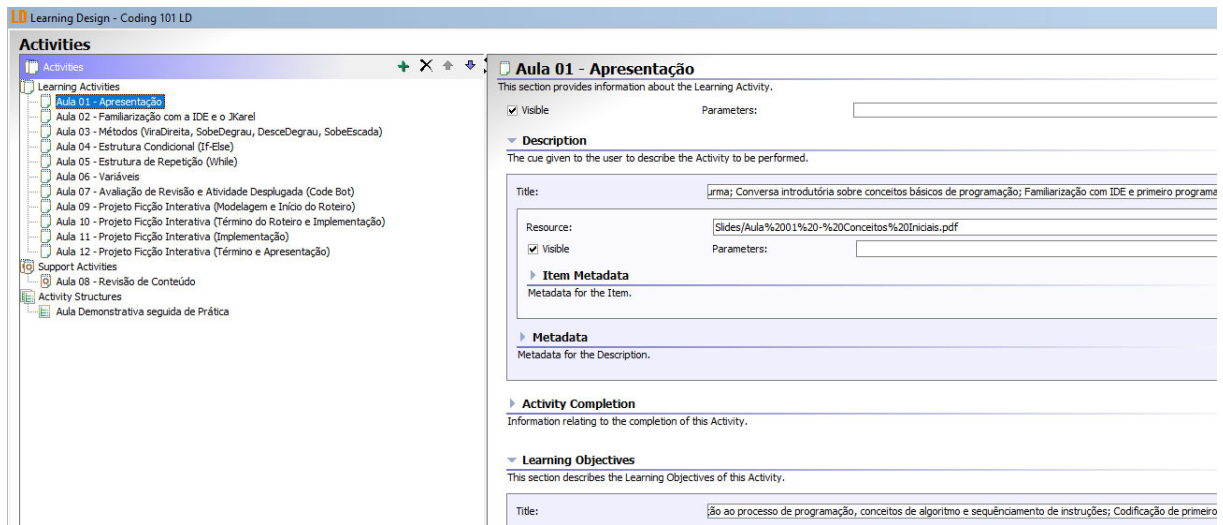 LD Learning Design - Coding 101 LD
Activities
Activities
Learning Activities
Aula 01 - Apresentação
Aula 02 - Familiarização com a IDE e o JKarel
Aula 03 - Métodos (ViraDireita, SobeDegrau, DesceDegrau, SobeEscada)
Aula 04 - Estrutura Condicional (If-Else)
Aula 05 - Estrutura de Repetição (While)
Aula 06 - Variáveis
Aula 07 - Avaliação de Revisão e Atividade Desplugada (Code Bot)
Aula 09 - Projeto Ficção Interativa (Modelagem e Início do Roteiro)
Aula 10 - Projeto Ficção Interativa (Término do Roteiro e Implementação)
Aula 11 - Projeto Ficção Interativa (Implementação)
Aula 12 - Projeto Ficção Interativa (Término e Apresentação)
Support Activities
Aula 08 - Revisão de Conteúdo
Activity Structures
Aula Demonstrativa seguida de Prática
Aula 01 - Apresentação
This section provides information about the Learning Activity.
Visible Parameters:
Description
The cue given to the user to describe the Activity to be performed.
Title: urma; Conversa introdutória sobre conceitos básicos de programação; Familiarização com IDE e primeiro programa
Resource: Slides/Aula%2001%20-%20Conceitos%20Iniciais.pdf
Visible Parameters:
Item Metadata
Metadata for the Item.
Metadata
Metadata for the Description.
Activity Completion
Information relating to the completion of this Activity.
Learning Objectives
This section describes the Learning Objectives of this Activity.
Title: ção ao processo de programação, conceitos de algoritmo e sequênciamento de instruções; Codificação de primeiro